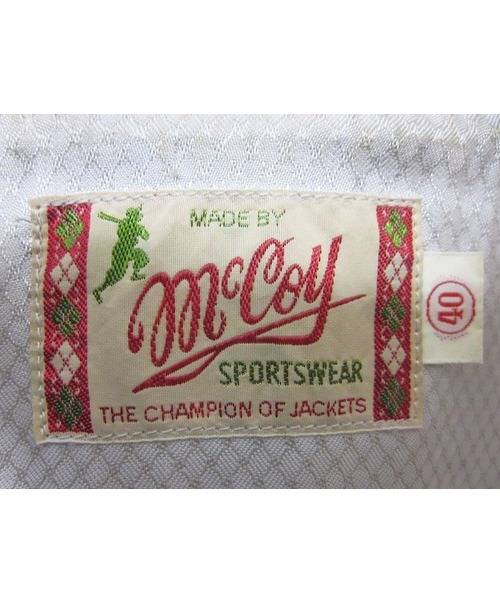 MADE BY
McCoy
SPORTSWEAR
THE CHAMPION OF JACKETS
40